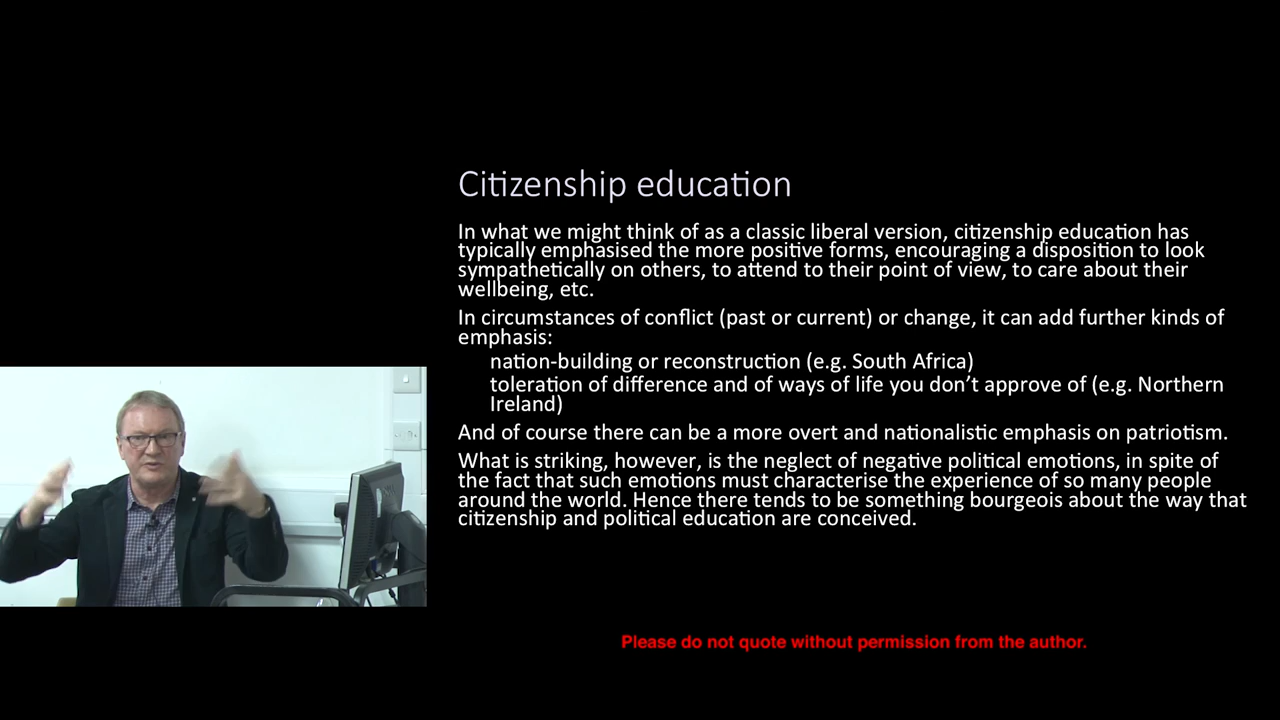 Citizenship education
In what we might think of as a classic liberal version, citizenship education has
typically emphasised the more positive forms, encouraging a disposition to look
sympathetically on others, to attend to their point of view, to care about their
wellbeing, etc.
In circumstances of conflict (past or current) or change, it can add further kinds of
emphasis:
nation-building or reconstruction (e.g. South Africa)
toleration of difference and of ways of life you don’t approve of (e.g. Northern
Ireland)
And of course there can be a more overt and nationalistic emphasis on patriotism.
What is striking, however, is the neglect of negative political emotions, in spite of
the fact that such emotions must characterise the experience of so many people
around the world. Hence there tends to be something bourgeois about the way that
citizenship and political education are conceived.
Please do not quote without permission from the author.